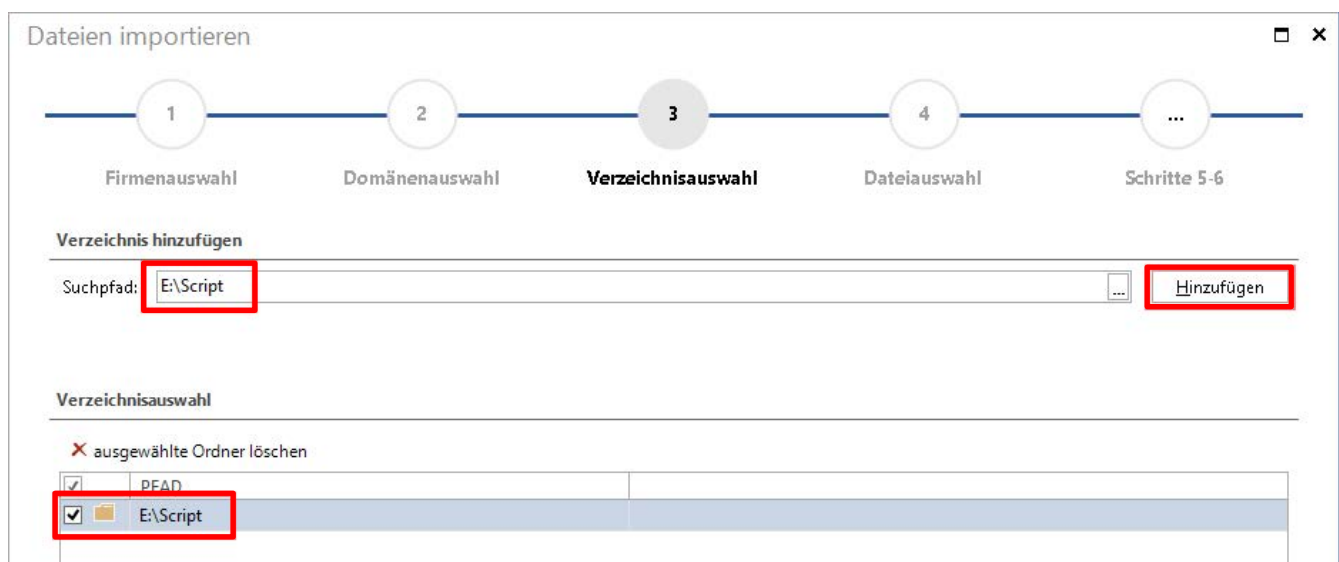 Dateien importieren
1 2 3 4 ...
Firmenauswahl Domänenauswahl Verzeichnisauswahl Dateiauswahl Schritte 5-6
Verzeichnis hinzufügen
Suchpfad: E:\Script ... Hinzufügen
Verzeichnisauswahl
ausgewählte Ordner löschen
PFAD
E:\Script